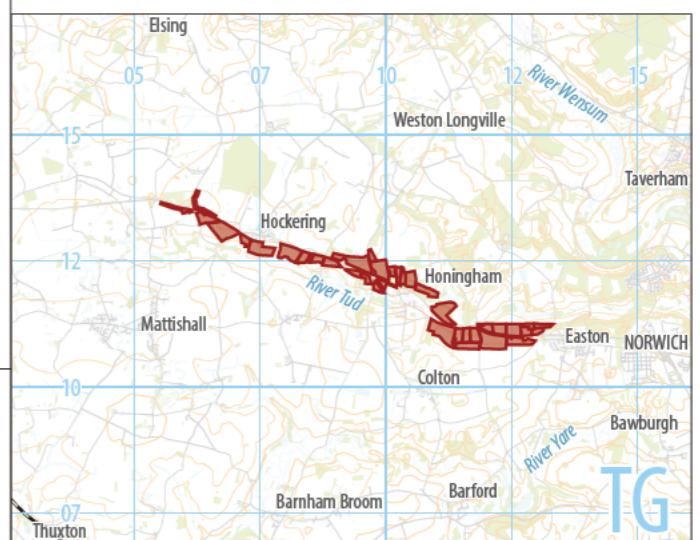 Elsing
05
07
10
12
15
River Wensum
Weston Longville
15
Taverham
Hockering
12
Honingham
River Tud
Mattishall
Easton
NORWICH
Colton
10
Bawburgh
River Yare
Barford
Barnham Broom
TG
07
Thuxton